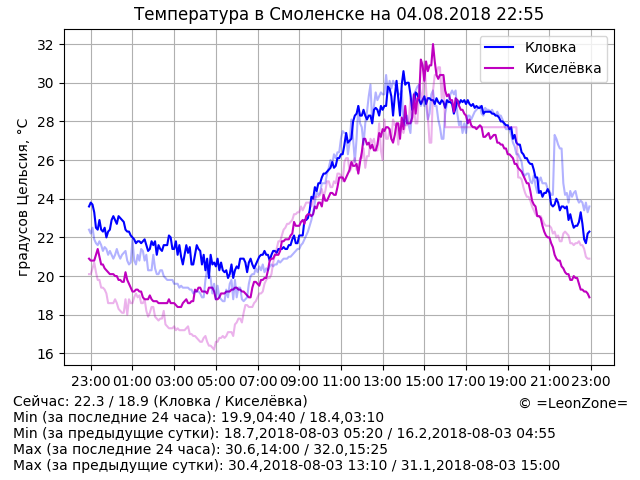 Температура в Смоленске на 04.08.2018 22:55
Кловка
Киселёвка
градусов Цельсия, °C
32
30
28
26
24
22
20
18
16
23:00 01:00 03:00 05:00 07:00 09:00 11:00 13:00 15:00 17:00 19:00 21:00 23:00
Сейчас: 22.3 / 18.9 (Кловка / Киселёвка)
© =LeonZone=
Min (за последние 24 часа): 19.9,04:40 / 18.4,03:10
Min (за предыдущие сутки): 18.7,2018-08-03 05:20 / 16.2,2018-08-03 04:55
Max (за последние 24 часа): 30.6,14:00 / 32.0,15:25
Max (за предыдущие сутки): 30.4,2018-08-03 13:10 / 31.1,2018-08-03 15:00